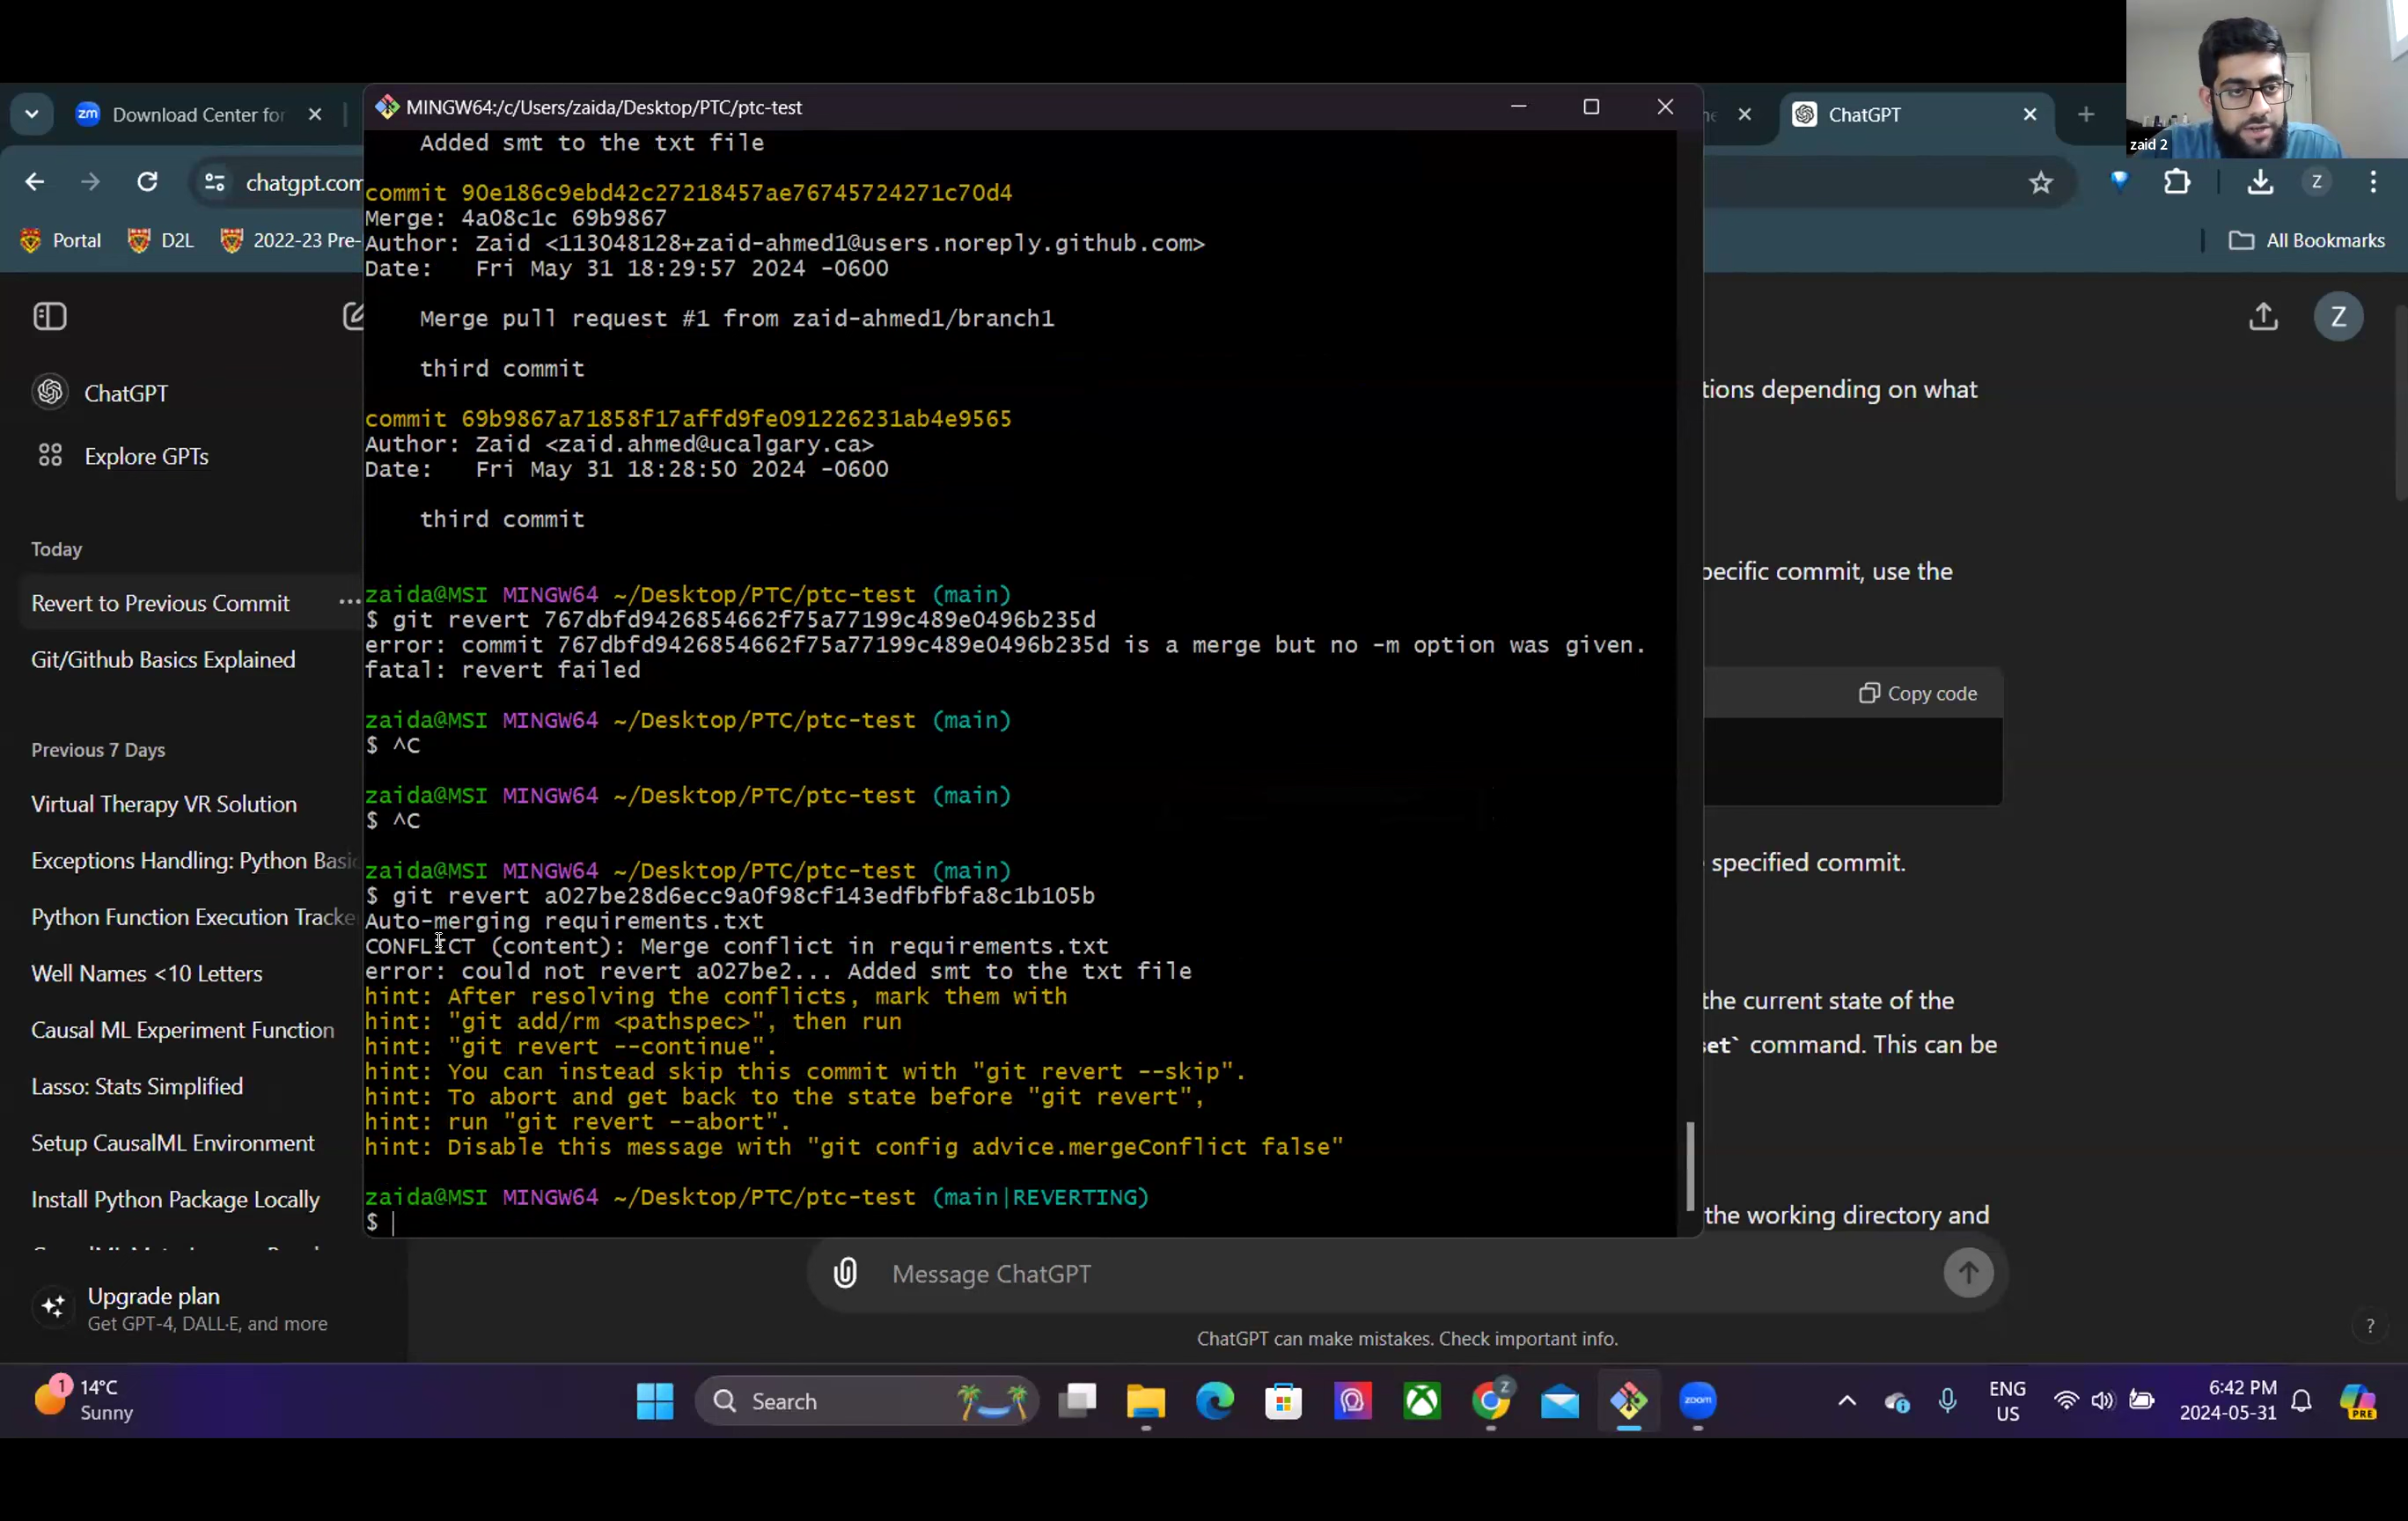 zaid 2
Download Center for
ChatGPT
chatgpt.com
Z
Portal
D2L
2022-23 Pre-
All Bookmarks
MINGW64:/c/Users/zaida/Desktop/PTC/ptc-test
Added smt to the txt file
commit 90e186c9ebd42c27218457ae76745724271c70d4
Merge: 4a08c1c 69b9867
Author: Zaid <113048128+zaid-ahmed1@users.noreply.github.com>
Date:   Fri May 31 18:29:57 2024 -0600
Merge pull request #1 from zaid-ahmed1/branch1
third commit
commit 69b9867a71858f17affd9fe091226231ab4e9565
Author: Zaid <zaid.ahmed@ucalgary.ca>
Date:   Fri May 31 18:28:50 2024 -0600
third commit
zaida@MSI MINGW64 ~/Desktop/PTC/ptc-test (main)
$ git revert 767dbfd9426854662f75a77199c489e0496b235d
error: commit 767dbfd9426854662f75a77199c489e0496b235d is a merge but no -m option was given.
fatal: revert failed
zaida@MSI MINGW64 ~/Desktop/PTC/ptc-test (main)
$ ^C
zaida@MSI MINGW64 ~/Desktop/PTC/ptc-test (main)
$ ^C
zaida@MSI MINGW64 ~/Desktop/PTC/ptc-test (main)
$ git revert a027be28d6ecc9a0f98cf143edfbfbfa8c1b105b
Auto-merging requirements.txt
CONFLICT (content): Merge conflict in requirements.txt
error: could not revert a027be2... Added smt to the txt file
hint: After resolving the conflicts, mark them with
hint: "git add/rm <pathspec>", then run
hint: "git revert --continue".
hint: You can instead skip this commit with "git revert --skip".
hint: To abort and get back to the state before "git revert",
hint: run "git revert --abort".
hint: Disable this message with "git config advice.mergeConflict false"
zaida@MSI MINGW64 ~/Desktop/PTC/ptc-test (main|REVERTING)
$
ChatGPT
Explore GPTs
Today
Revert to Previous Commit
Git/Github Basics Explained
Previous 7 Days
Virtual Therapy VR Solution
Exceptions Handling: Python Basic
Python Function Execution Tracke
Well Names <10 Letters
Causal ML Experiment Function
Lasso: Stats Simplified
Setup CausalML Environment
Install Python Package Locally
Upgrade plan
Get GPT-4, DALL·E, and more
Z
tions depending on what
pecific commit, use the
Copy code
specified commit.
the current state of the
set` command. This can be
the working directory and
Message ChatGPT
ChatGPT can make mistakes. Check important info.
?
1
14°C
Sunny
Search
Z
zoom
ENG
US
6:42 PM
2024-05-31
PRE